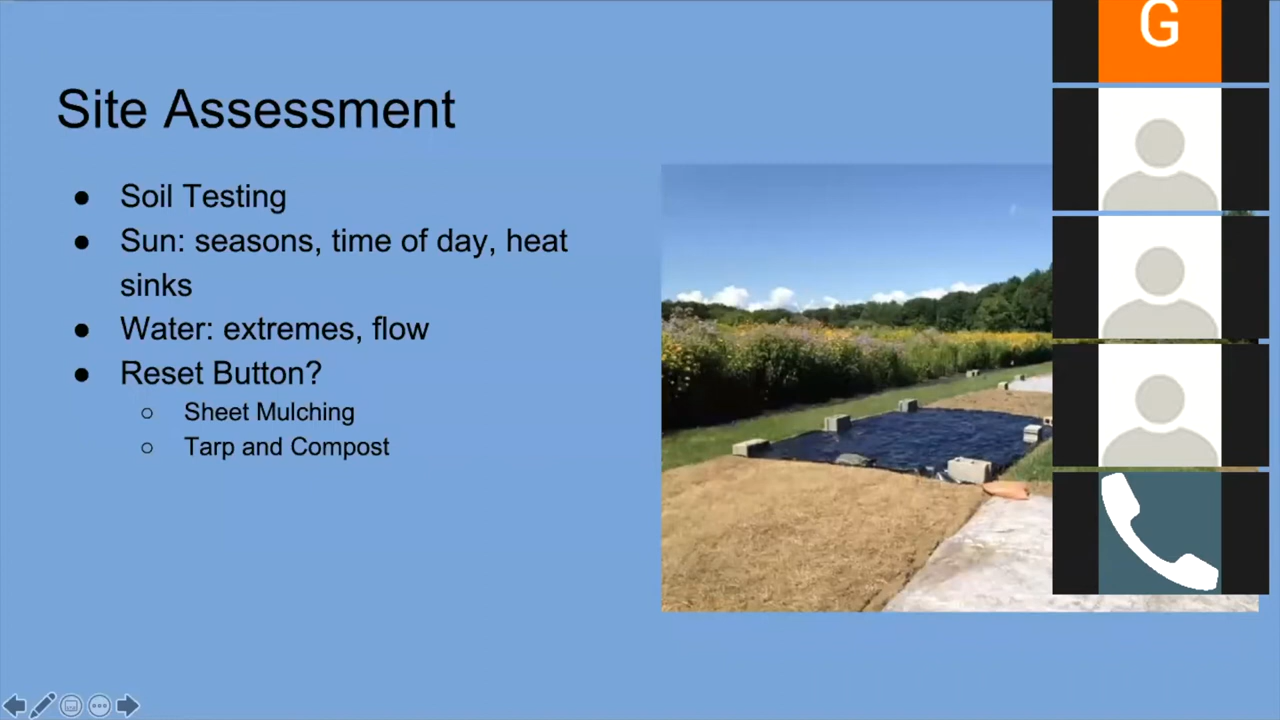 G
Site Assessment
● Soil Testing
● Sun: seasons, time of day, heat
sinks
● Water: extremes, flow
● Reset Button?
○ Sheet Mulching
○ Tarp and Compost